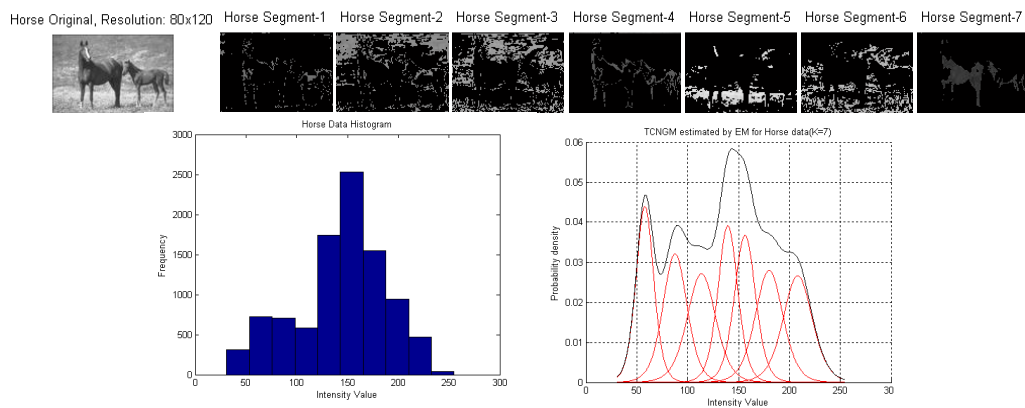 Horse Original, Resolution: 80x120
Horse Segment-1
Horse Segment-2
Horse Segment-3
Horse Segment-4
Horse Segment-5
Horse Segment-6
Horse Segment-7
Horse Data Histogram
3000
2500
2000
1500
1000
500
0
Frequency
0 50 100 150 200 250 300
Intensity Value
TCNGM estimated by EM for Horse data(K=7)
0.06
0.05
0.04
0.03
0.02
0.01
0
Probability density
0 50 100 150 200 250 30
Intensity Value